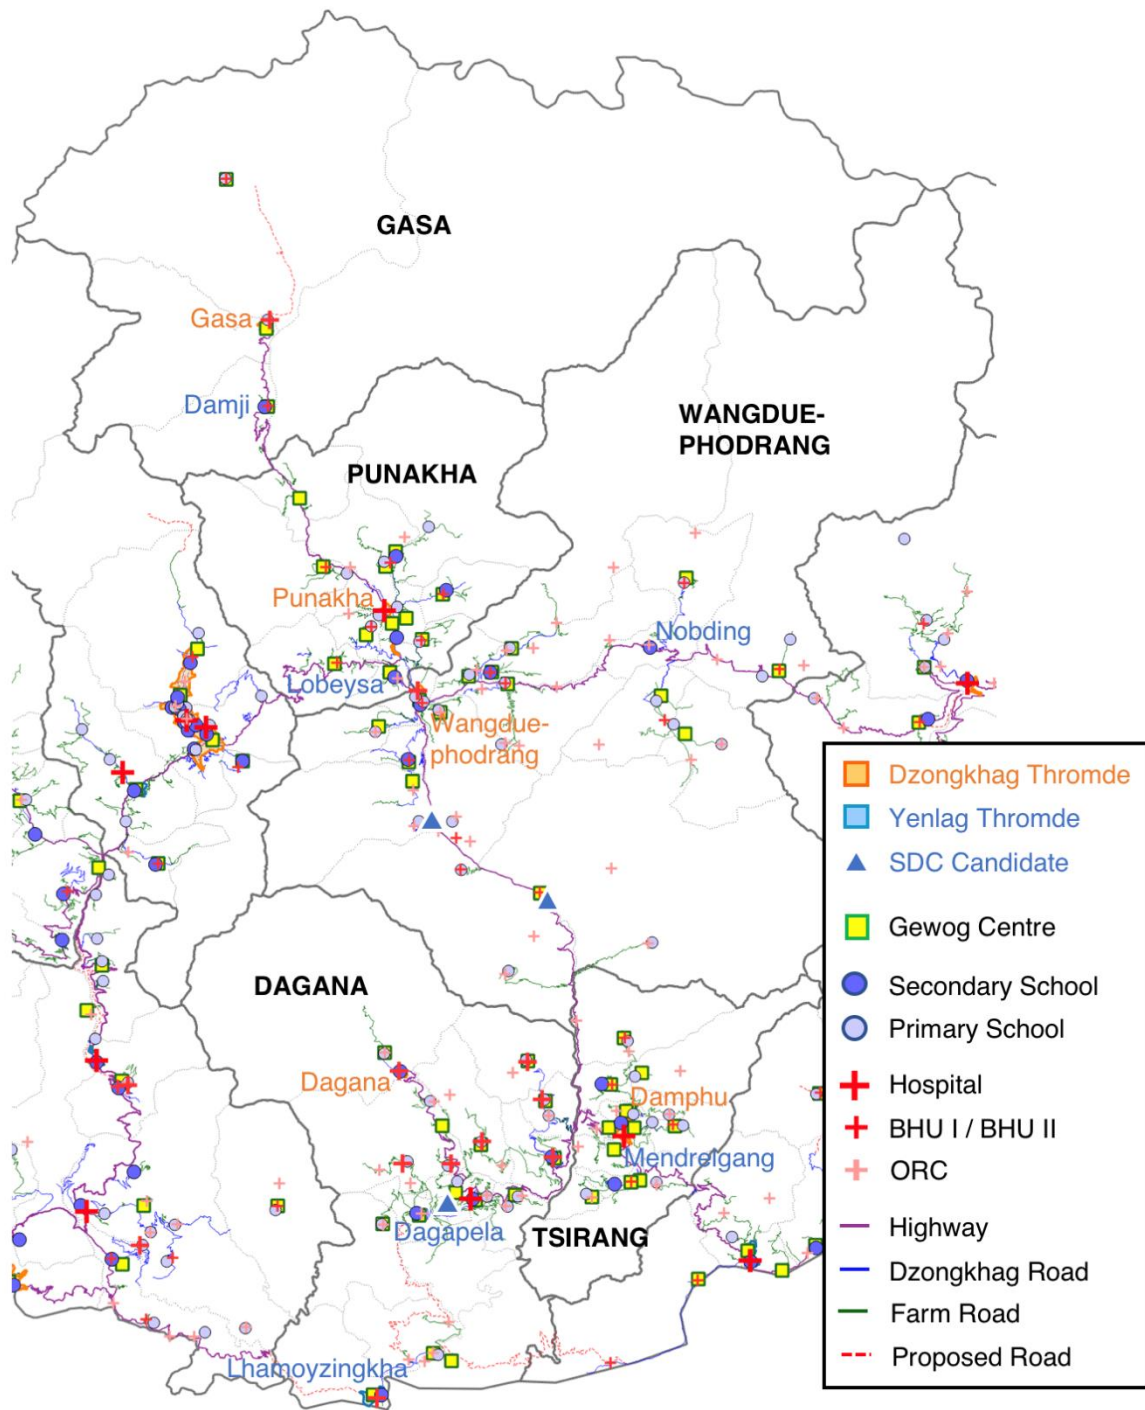 GASA
Gasa
Damji
WANGDUE-
PHODRANG
PUNAKHA
Punakha
Nobding
Lobeysa
Wangdue-
phodrang
DAGANA
Dagana
Damphu
Mendrelgang
Dagapela
TSIRANG
Lhamoyzingkha
Dzongkhag Thromde
Yenlag Thromde
SDC Candidate
Gewog Centre
Secondary School
Primary School
Hospital
BHU I / BHU II
ORC
Highway
Dzongkhag Road
Farm Road
Proposed Road